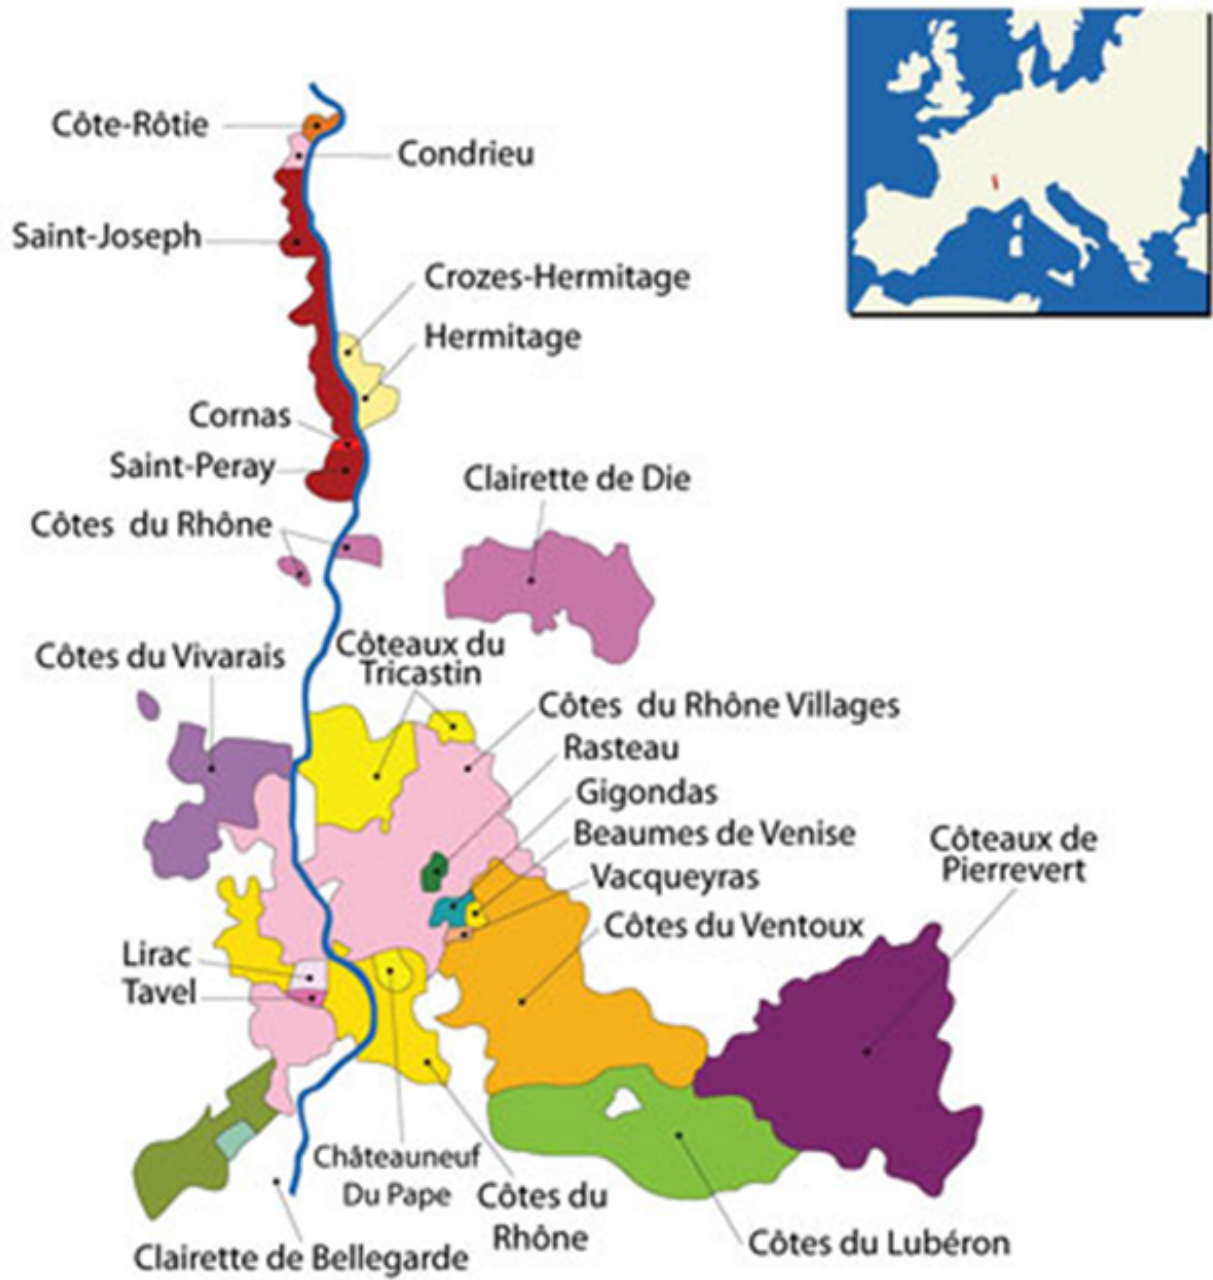 Côte-Rôtie
Condrieu
Saint-Joseph
Crozes-Hermitage
Hermitage
Cornas
Saint-Peray
Clairette de Die
Côtes du Rhône
Côtes du Vivarais
Côteaux du
Tricastin
Côtes du Rhône Villages
Rasteau
Gigondas
Beaumes de Venise
Côteaux de
Pierrevert
Vacqueyras
Côtes du Ventoux
Lirac
Tavel
Châteauneuf
Du Pape
Côtes du
Rhône
Côtes du Lubéron
Clairette de Bellegarde